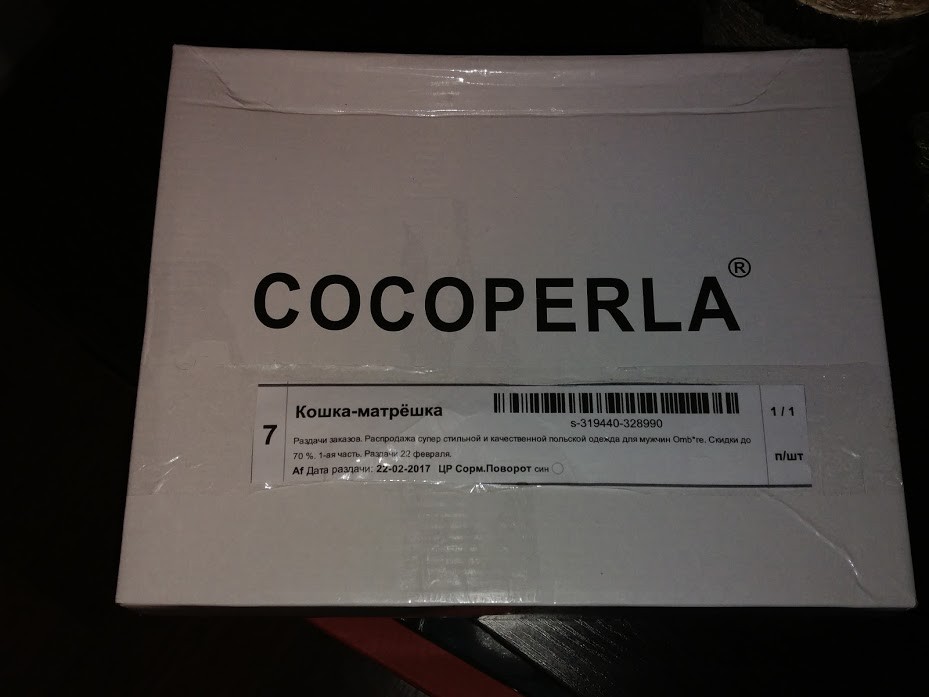 COCOPERLA®
7
Кошка-матрёшка
s-319440-328990
1 / 1
Раздачи заказов. Распродажа супер стильной и качественной польской одежда для мужчин Omb*re. Скидки до
70 %. 1-ая часть. Раздачи 22 февраля.
п/шт
Af Дата раздачи: 22-02-2017 ЦР Сорм.Поворот син